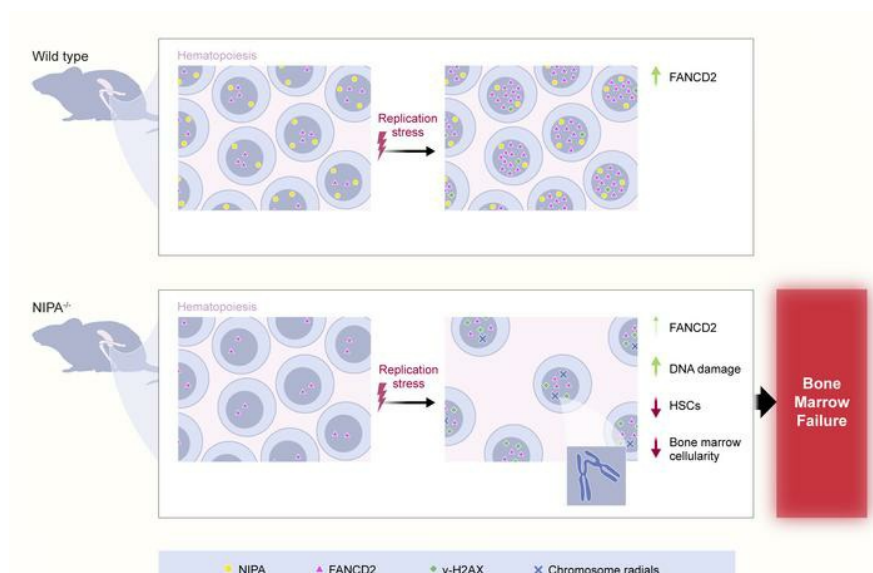 Wild type
Hematopoiesis
Replication
stress
FANCD2
NIPA-/-
Hematopoiesis
Replication
stress
FANCD2
DNA damage
HSCs
Bone marrow
cellularity
Bone
Marrow
Failure
NIPA FANCD2 γ-H2AX Chromosome radials